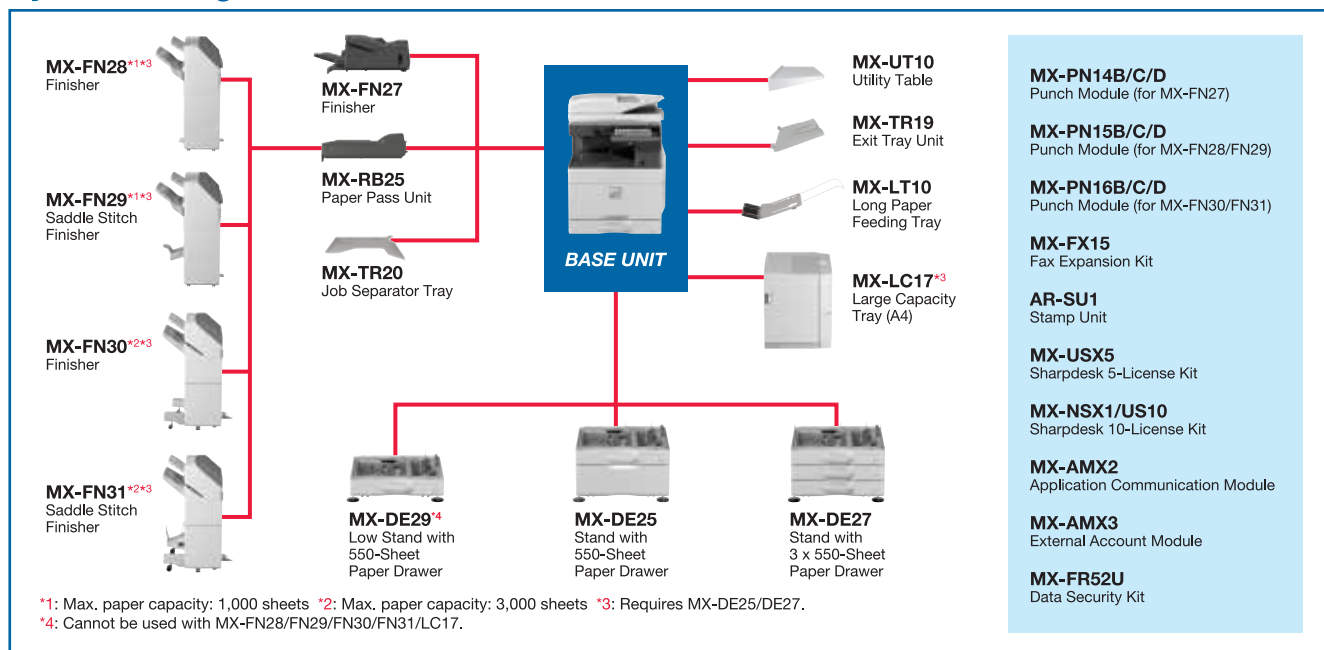 MX-FN28*1*3
Finisher
MX-FN29*1*3
Saddle Stitch
Finisher
MX-FN30*2*3
Finisher
MX-FN31*2*3
Saddle Stitch
Finisher
MX-FN27
Finisher
MX-RB25
Paper Pass Unit
MX-TR20
Job Separator Tray
BASE UNIT
MX-UT10
Utility Table
MX-TR19
Exit Tray Unit
MX-LT10
Long Paper
Feeding Tray
MX-LC17*3
Large Capacity
Tray (A4)
MX-DE29*4
Low Stand with
550-Sheet
Paper Drawer
MX-DE25
Stand with
550-Sheet
Paper Drawer
MX-DE27
Stand with
3 x 550-Sheet
Paper Drawer
MX-PN14B/C/D
Punch Module (for MX-FN27)
MX-PN15B/C/D
Punch Module (for MX-FN28/FN29)
MX-PN16B/C/D
Punch Module (for MX-FN30/FN31)
MX-FX15
Fax Expansion Kit
AR-SU1
Stamp Unit
MX-USX5
Sharpdesk 5-License Kit
MX-NSX1/US10
Sharpdesk 10-License Kit
MX-AMX2
Application Communication Module
MX-AMX3
External Account Module
MX-FR52U
Data Security Kit
*1: Max. paper capacity: 1,000 sheets *2: Max. paper capacity: 3,000 sheets *3: Requires MX-DE25/DE27.
*4: Cannot be used with MX-FN28/FN29/FN30/FN31/LC17.